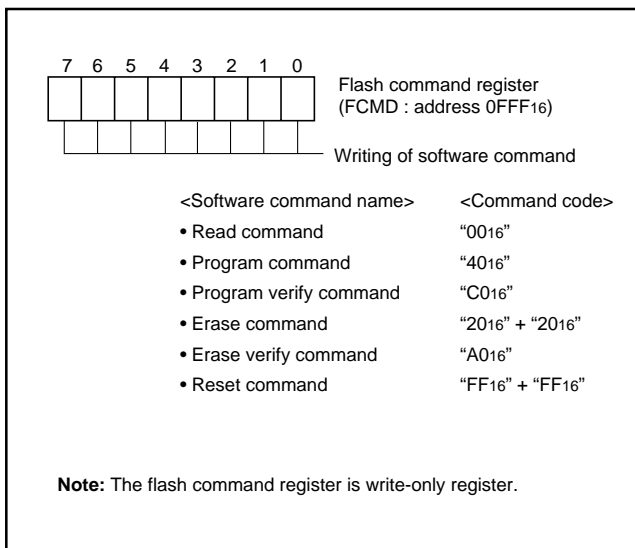 7 6 5 4 3 2 1 0
Flash command register
(FCMD : address 0FFF16)
Writing of software command
<Software command name> <Command code>
• Read command “0016”
• Program command “4016”
• Program verify command “C016”
• Erase command “2016” + “2016”
• Erase verify command “A016”
• Reset command “FF16” + “FF16”
Note: The flash command register is write-only register.